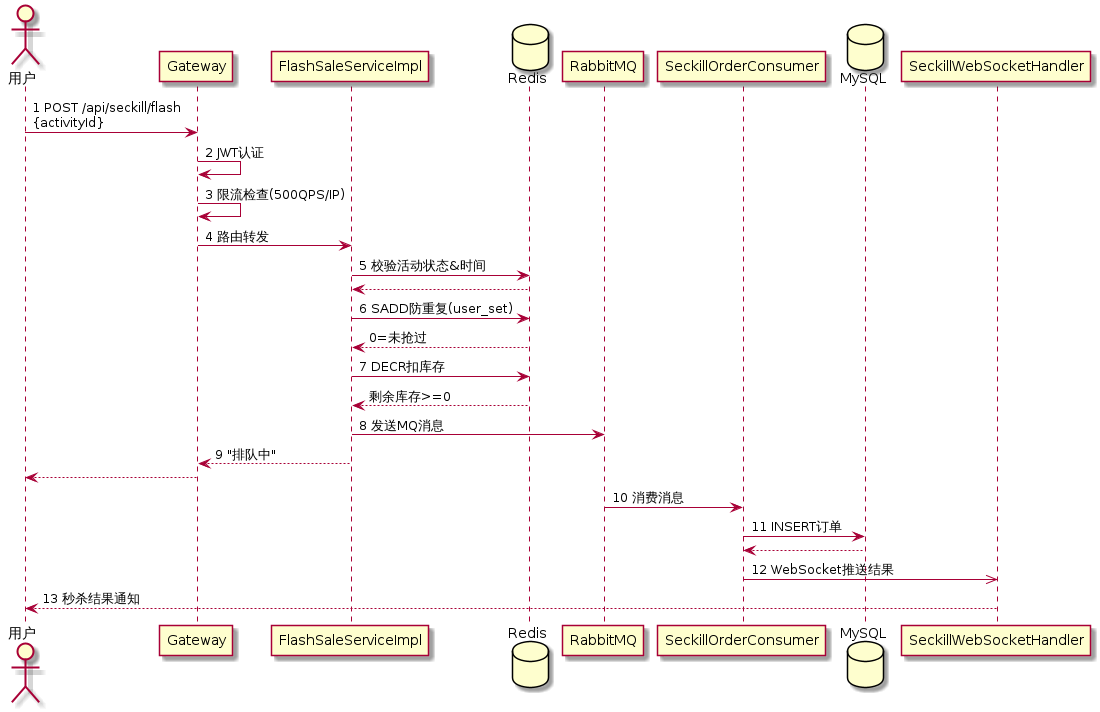 用户
Gateway
FlashSaleServiceImpl
Redis
RabbitMQ
SeckillOrderConsumer
MySQL
SeckillWebSocketHandler
1 POST /api/seckill/flash
{activityId}
2 JWT认证
3 限流检查(500QPS/IP)
4 路由转发
5 校验活动状态&时间
6 SADD防重复(user_set)
0=未抢过
7 DECR扣库存
剩余库存>=0
8 发送MQ消息
9 "排队中"
10 消费消息
11 INSERT订单
12 WebSocket推送结果
13 秒杀结果通知
用户
Gateway
FlashSaleServiceImpl
Redis
RabbitMQ
SeckillOrderConsumer
MySQL
SeckillWebSocketHandler